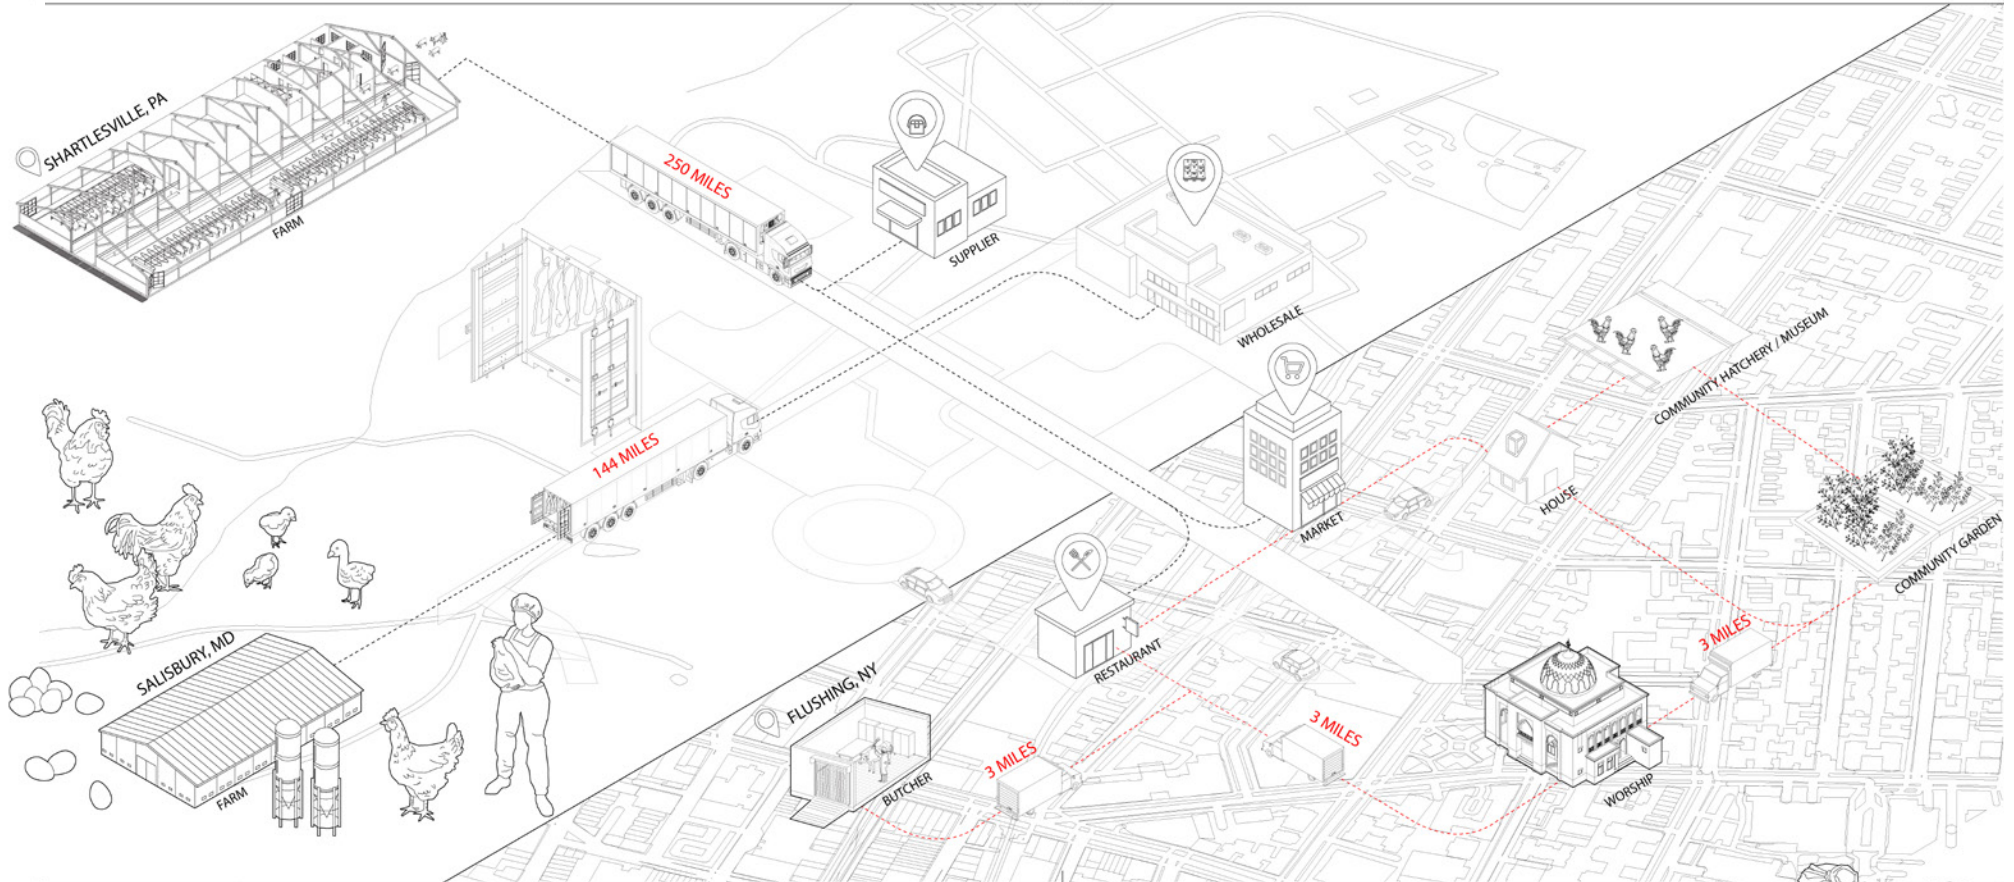 SHARTLESVILLE, PA
FARM
250 MILES
SUPPLIER
WHOLESALE
COMMUNITY HATCHERY / MUSEUM
144 MILES
MARKET
HOUSE
COMMUNITY GARDEN
SALISBURY, MD
FARM
FLUSHING, NY
RESTAURANT
3 MILES
3 MILES
3 MILES
BUTCHER
WORSHIP